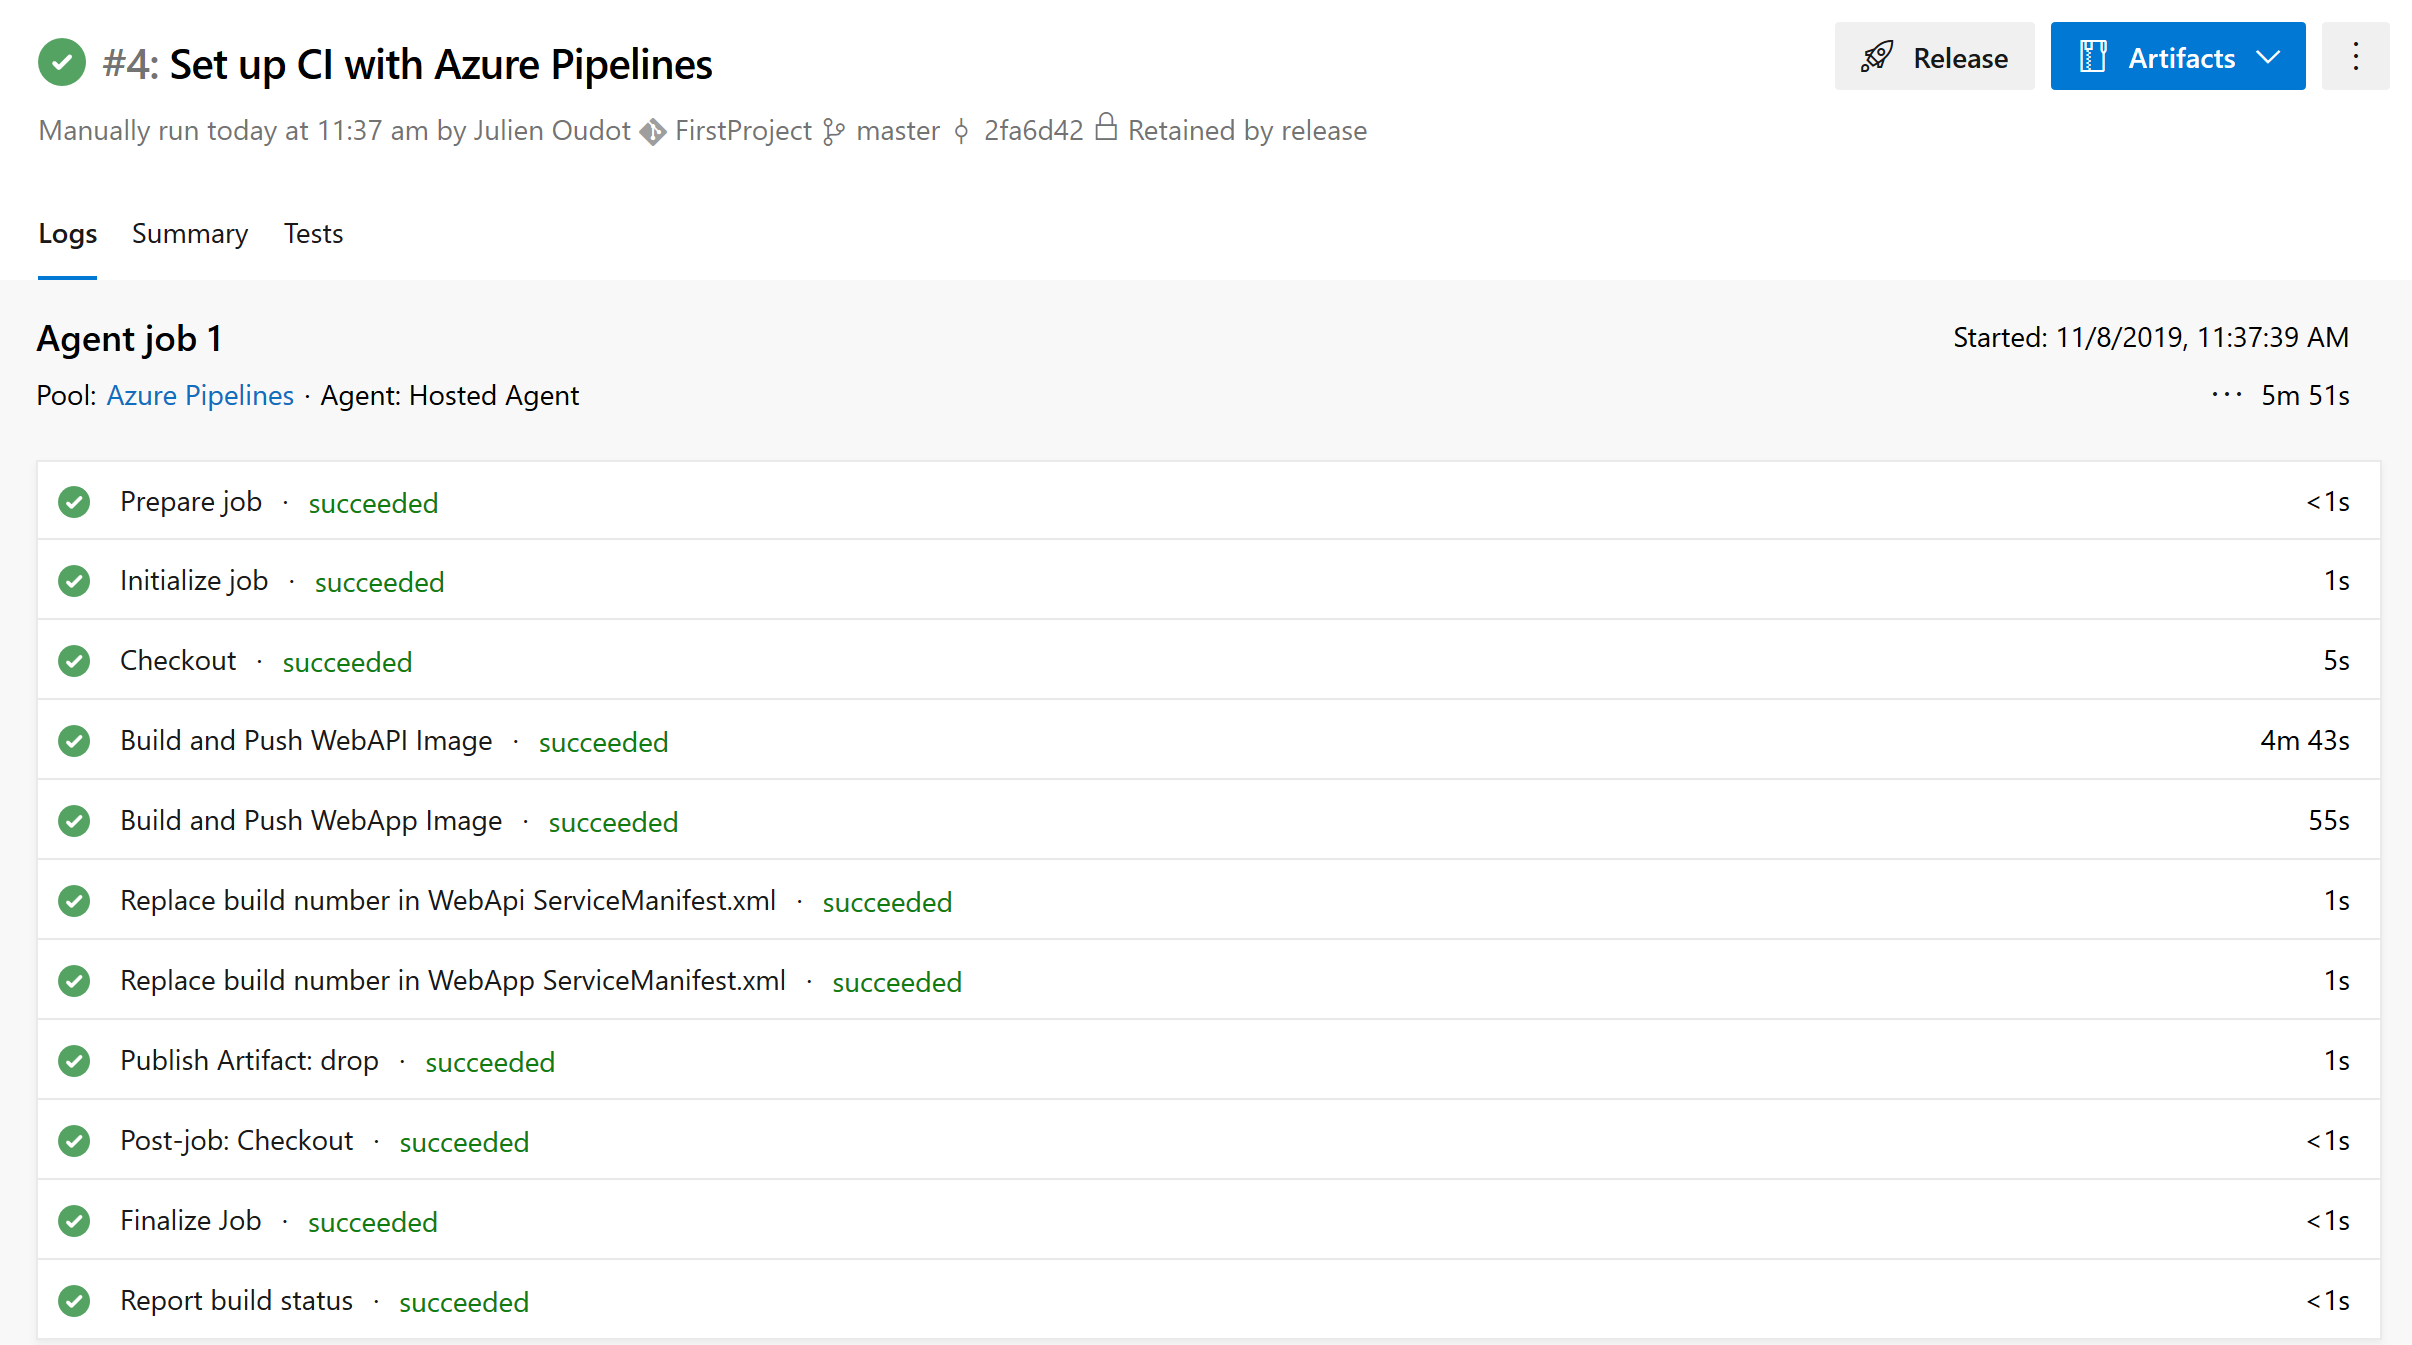 #4: Set up CI with Azure Pipelines
Release
Artifacts
Manually run today at 11:37 am by Julien Oudot FirstProject master 2fa6d42 Retained by release
Logs Summary Tests
Agent job 1
Started: 11/8/2019, 11:37:39 AM
Pool: Azure Pipelines · Agent: Hosted Agent
··· 5m 51s
Prepare job · succeeded <1s
Initialize job · succeeded 1s
Checkout · succeeded 5s
Build and Push WebAPI Image · succeeded 4m 43s
Build and Push WebApp Image · succeeded 55s
Replace build number in WebApi ServiceManifest.xml · succeeded 1s
Replace build number in WebApp ServiceManifest.xml · succeeded 1s
Publish Artifact: drop · succeeded 1s
Post-job: Checkout · succeeded <1s
Finalize Job · succeeded <1s
Report build status · succeeded <1s